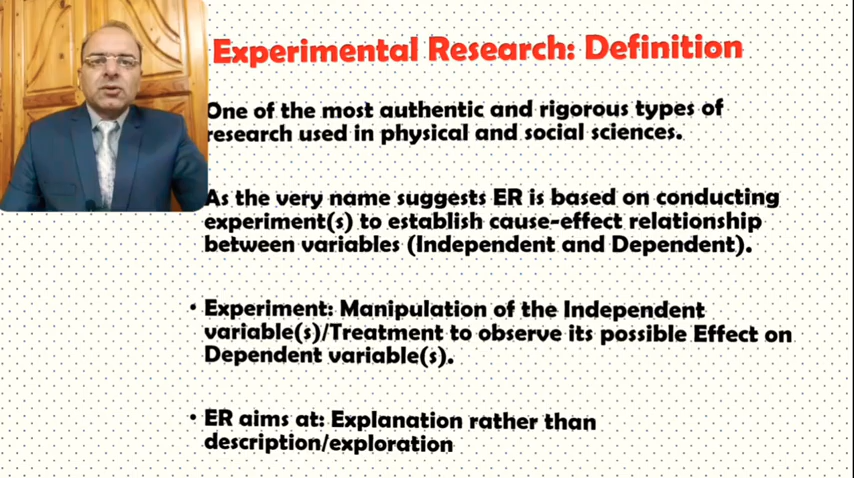 Experimental Research: Definition
One of the most authentic and rigorous types of
research used in physical and social sciences.
As the very name suggests ER is based on conducting
experiment(s) to establish cause-effect relationship
between variables (Independent and Dependent).
• Experiment: Manipulation of the Independent
variable(s)/Treatment to observe its possible Effect on
Dependent variable(s).
• ER aims at: Explanation rather than
description/exploration